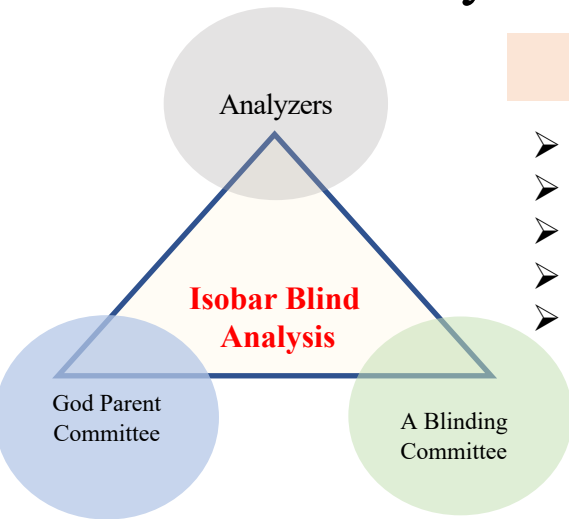 Analyzers
Isobar Blind
Analysis
God Parent
Committee
A Blinding
Committee